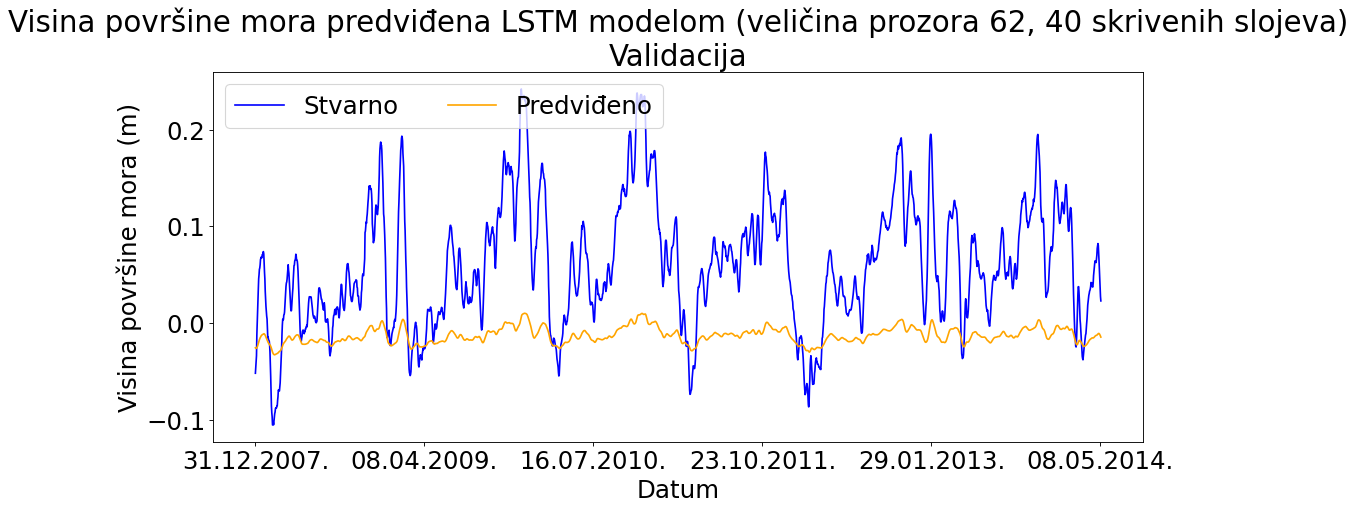 Visina površine mora predviđena LSTM modelom (veličina prozora 62, 40 skrivenih slojeva)
Validacija
Stvarno Predviđeno
Visina površine mora (m)
0.2
0.1
0.0
−0.1
31.12.2007. 08.04.2009. 16.07.2010. 23.10.2011. 29.01.2013. 08.05.2014.
Datum